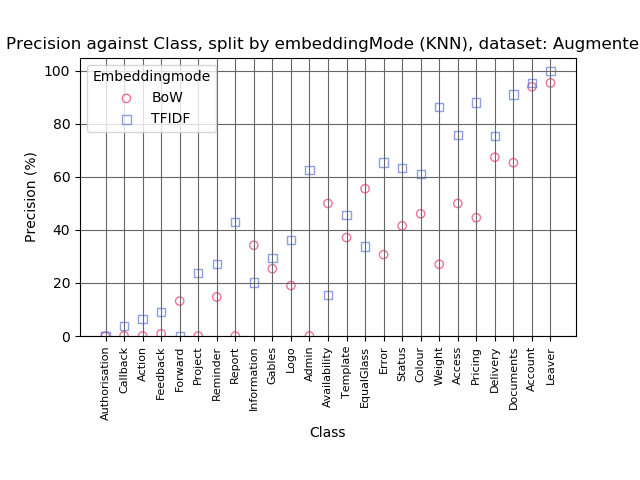 Precision against Class, split by embeddingMode (KNN), dataset: Augmente
Embeddingmode
BoW
TFIDF
Precision (%)
100
80
60
40
20
0
Authorisation
Callback
Action
Feedback
Forward
Project
Reminder
Report
Information
Gables
Logo
Admin
Availability
Template
EqualGlass
Error
Status
Colour
Weight
Access
Pricing
Delivery
Documents
Account
Leaver
Class